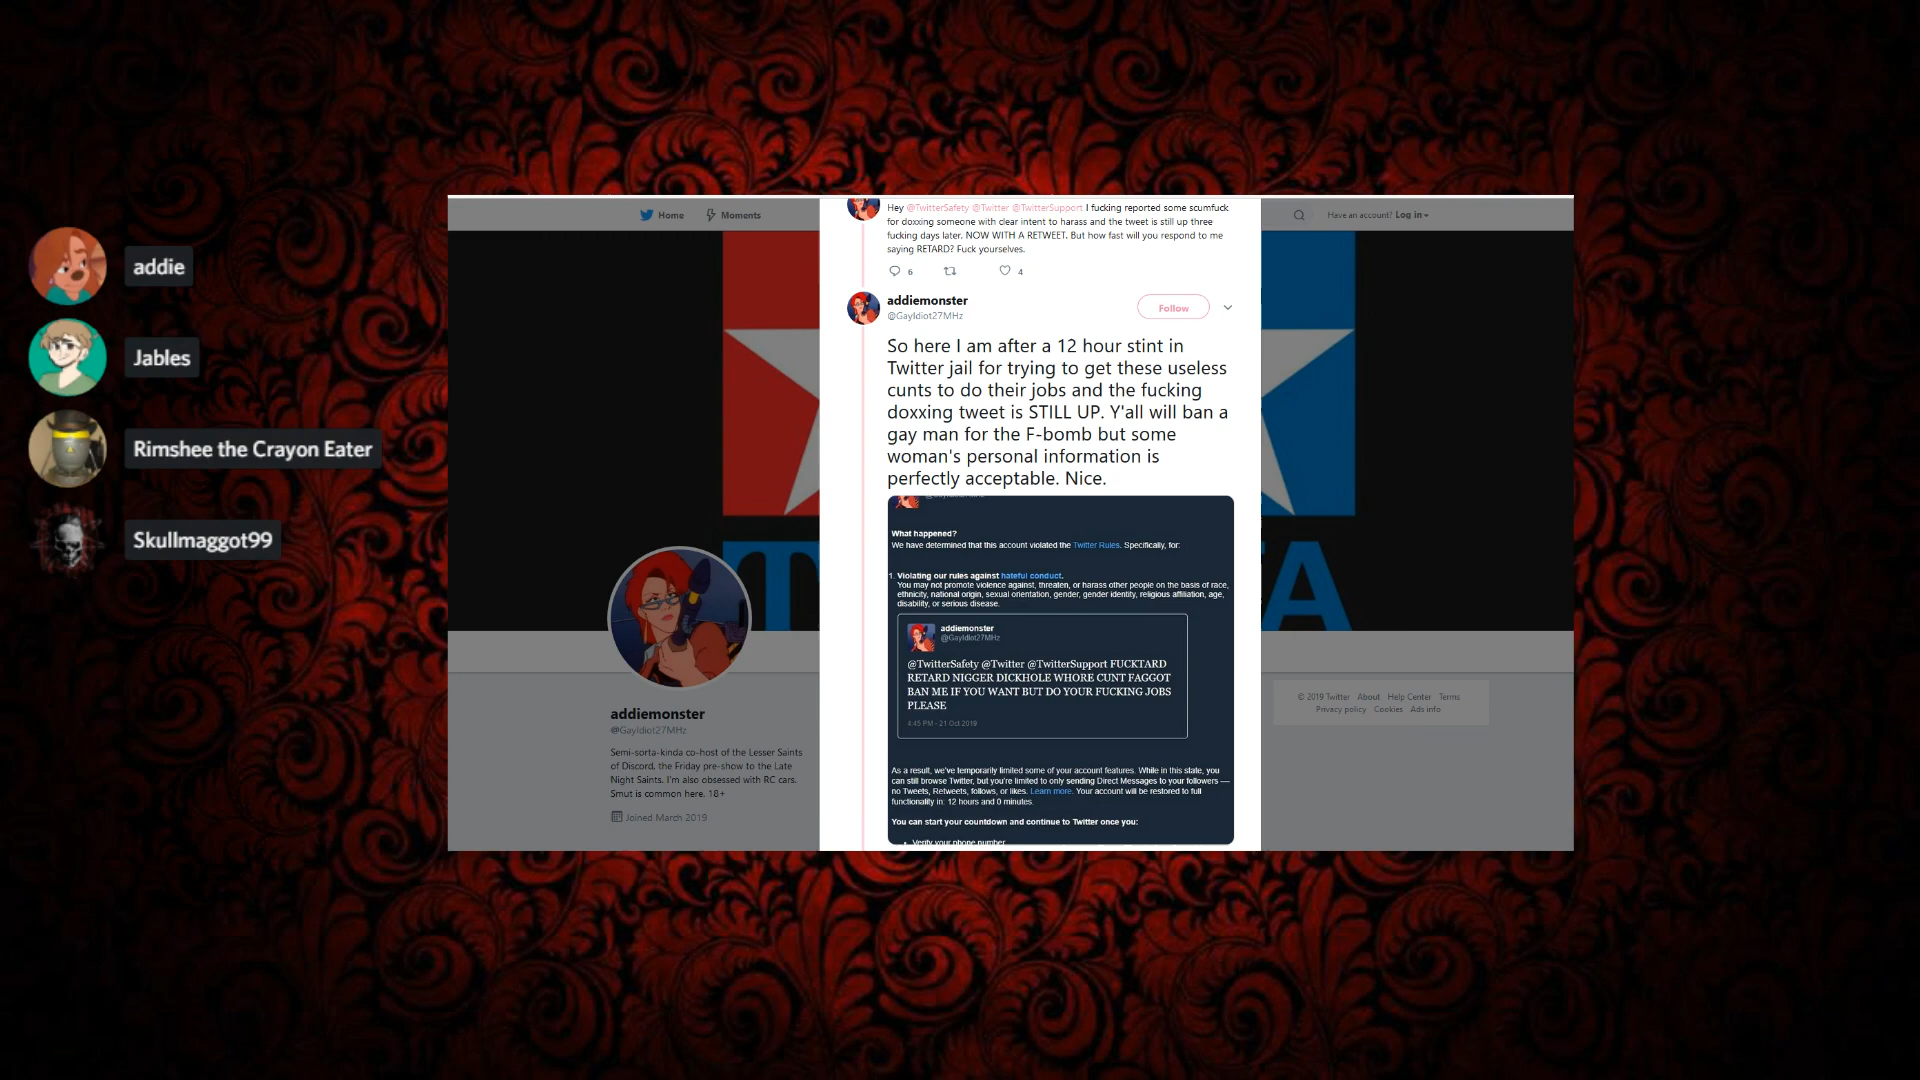 addie
Jables
Rimshee the Crayon Eater
Skullmaggot99
Home
Moments
Have an account? Log in
Hey @TwitterSafety @Twitter @TwitterSupport I fucking reported some scumfuck
for doxxing someone with clear intent to harass and the tweet is still up three
fucking days later. NOW WITH A RETWEET. But how fast will you respond to me
saying RETARD? Fuck yourselves.
6
4
addiemonster
@GayIdiot27MHz
Follow
So here I am after a 12 hour stint in
Twitter jail for trying to get these useless
cunts to do their jobs and the fucking
doxxing tweet is STILL UP. Y'all will ban a
gay man for the F-bomb but some
woman's personal information is
perfectly acceptable. Nice.
What happened?
We have determined that this account violated the Twitter Rules. Specifically, for:
1. Violating our rules against hateful conduct.
You may not promote violence against, threaten, or harass other people on the basis of race,
ethnicity, national origin, sexual orientation, gender, gender identity, religious affiliation, age,
disability, or serious disease.
addiemonster
@GayIdiot27MHz
@TwitterSafety @Twitter @TwitterSupport FUCKTARD
RETARD NIGGER DICKHOLE WHORE CUNT FAGGOT
BAN ME IF YOU WANT BUT DO YOUR FUCKING JOBS
PLEASE
4:45 PM - 21 Oct 2019
As a result, we've temporarily limited some of your account features. While in this state, you
can still browse Twitter, but you're limited to only sending Direct Messages to your followers —
no Tweets, Retweets, follows, or likes. Learn more. Your account will be restored to full
functionality in: 12 hours and 0 minutes.
You can start your countdown and continue to Twitter once you:
• Verify your phone number
addiemonster
@GayIdiot27MHz
Semi-sorta-kinda co-host of the Lesser Saints
of Discord, the Friday pre-show to the Late
Night Saints. I'm also obsessed with RC cars.
Smut is common here. 18+
Joined March 2019
© 2019 Twitter About Help Center Terms
Privacy policy Cookies Ads info